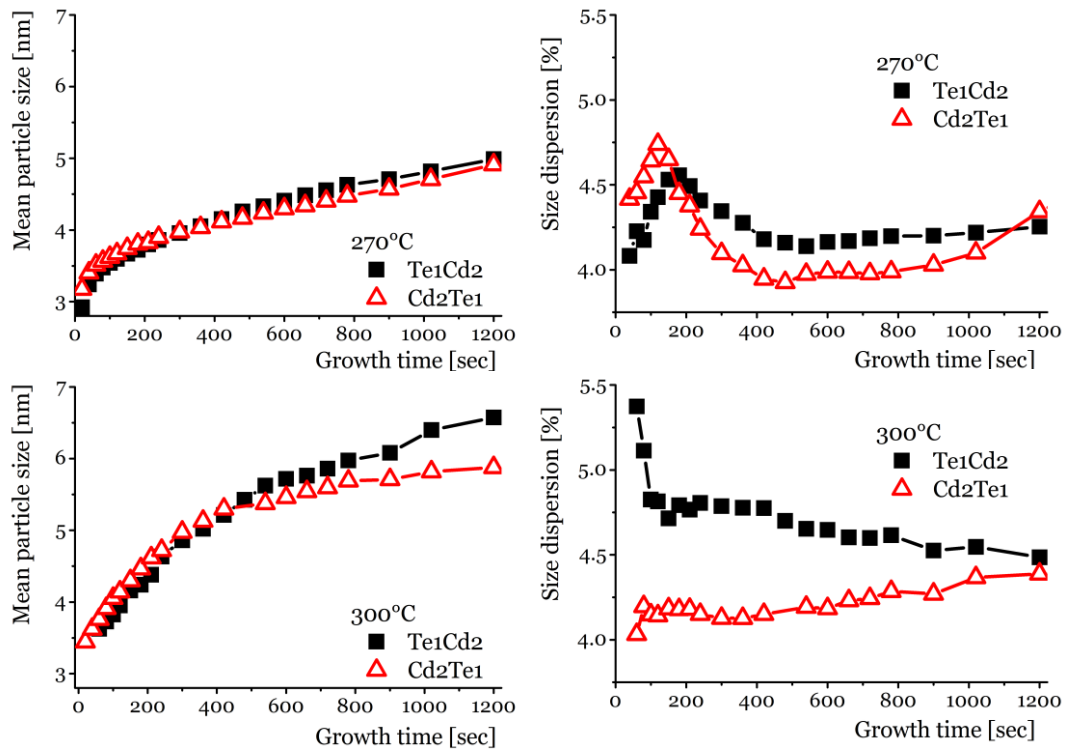 Mean particle size [nm]
7
6
5
4
3
0 200 400 600 800 1000 1200
Growth time [sec]
270°C
Te1Cd2
Cd2Te1
Size dispersion [%]
5.0
4.5
4.0
0 200 400 600 800 1000 1200
Growth time [sec]
270°C
Te1Cd2
Cd2Te1
Mean particle size [nm]
7
6
5
4
3
0 200 400 600 800 1000 1200
Growth time [sec]
300°C
Te1Cd2
Cd2Te1
Size dispersion [%]
5.5
5.0
4.5
4.0
0 200 400 600 800 1000 1200
Growth time [sec]
300°C
Te1Cd2
Cd2Te1